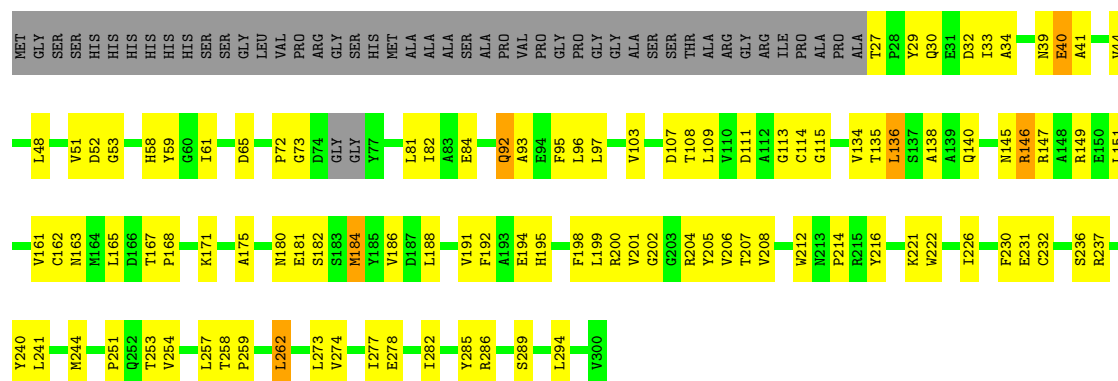 MET GLY SER SER HIS HIS HIS HIS HIS HIS SER SER GLY LEU VAL PRO ARG GLY SER HIS MET ALA ALA ALA SER ALA PRO VAL PRO GLY PRO GLY GLY ALA SER SER THR ALA ARG GLY ARG ILE PRO ALA PRO ALA T27 P28 Y29 Q30 E31 D32 I33 A34 N39 E40 A41
L48 V51 D52 G53 H58 Y59 G60 I61 D65 P72 G73 D74 GLY GLY Y77 L81 I82 A83 E84 Q92 A93 E94 F95 L96 L97 V103 D107 T108 L109 V110 D111 A112 G113 C114 G115 V134 T135 L136 S137 A138 A139 Q140 N145 R146 R147 A148 R149 E150 L151
V161 C162 N163 M164 L165 D166 T167 P168 K171 A175 N180 E181 S182 S183 M184 Y185 V186 D187 L188 V191 F192 A193 E194 H195 F198 L199 R200 V201 G202 G203 R204 Y205 V206 T207 V208 W212 N213 P214 R215 Y216 K221 W222 I226 F230 E231 C232 S236 R237
Y240 L241 M244 P251 Q252 T253 V254 L257 T258 P259 L262 L273 V274 I277 E278 I282 Y285 R286 S289 L294 V300